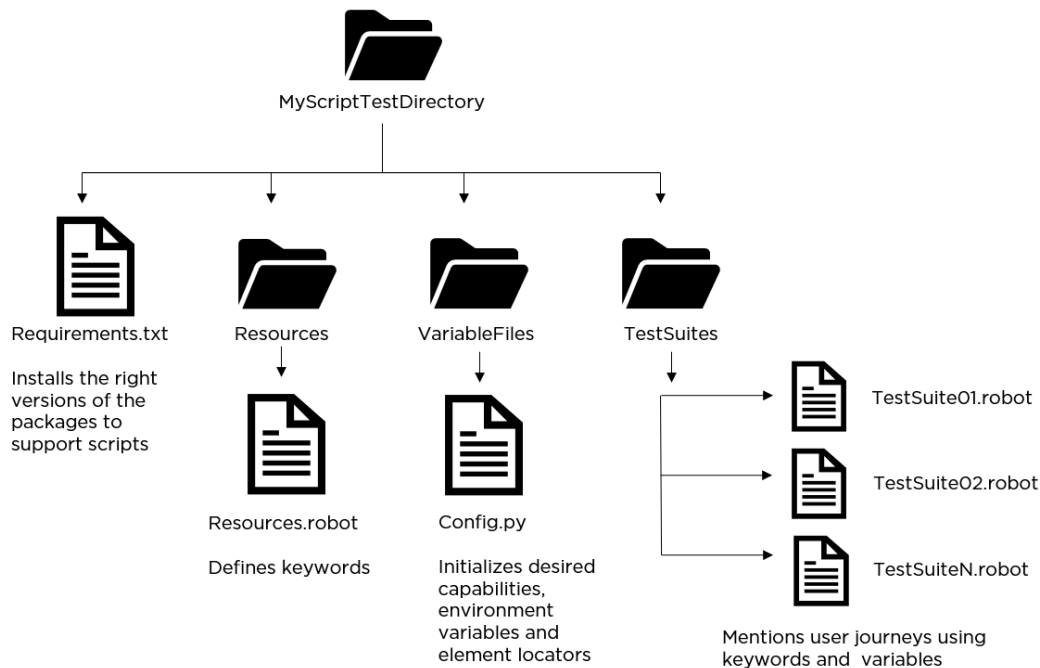 MyScriptTestDirectory
Requirements.txt
Installs the right
versions of the
packages to
support scripts
Resources
Resources.robot
Defines keywords
VariableFiles
Config.py
Initializes desired
capabilities,
environment
variables and
element locators
TestSuites
TestSuite01.robot
TestSuite02.robot
TestSuiteN.robot
Mentions user journeys using
keywords and variables